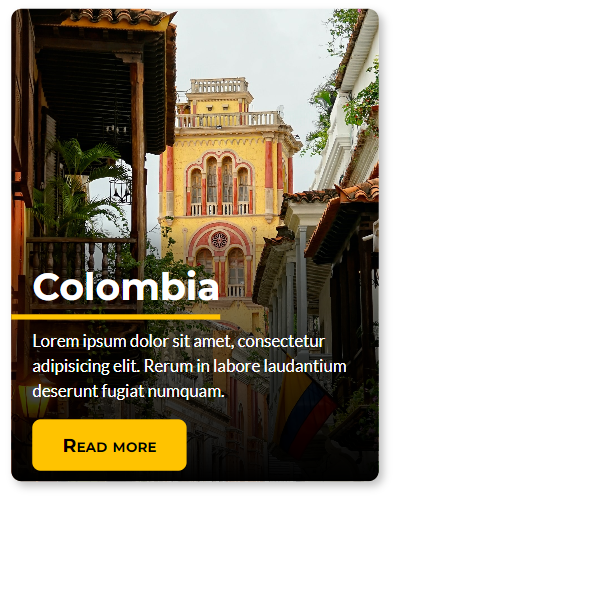 Colombia
Lorem ipsum dolor sit amet, consectetur
adipisicing elit. Rerum in labore laudantium
deserunt fugiat numquam.
Read more